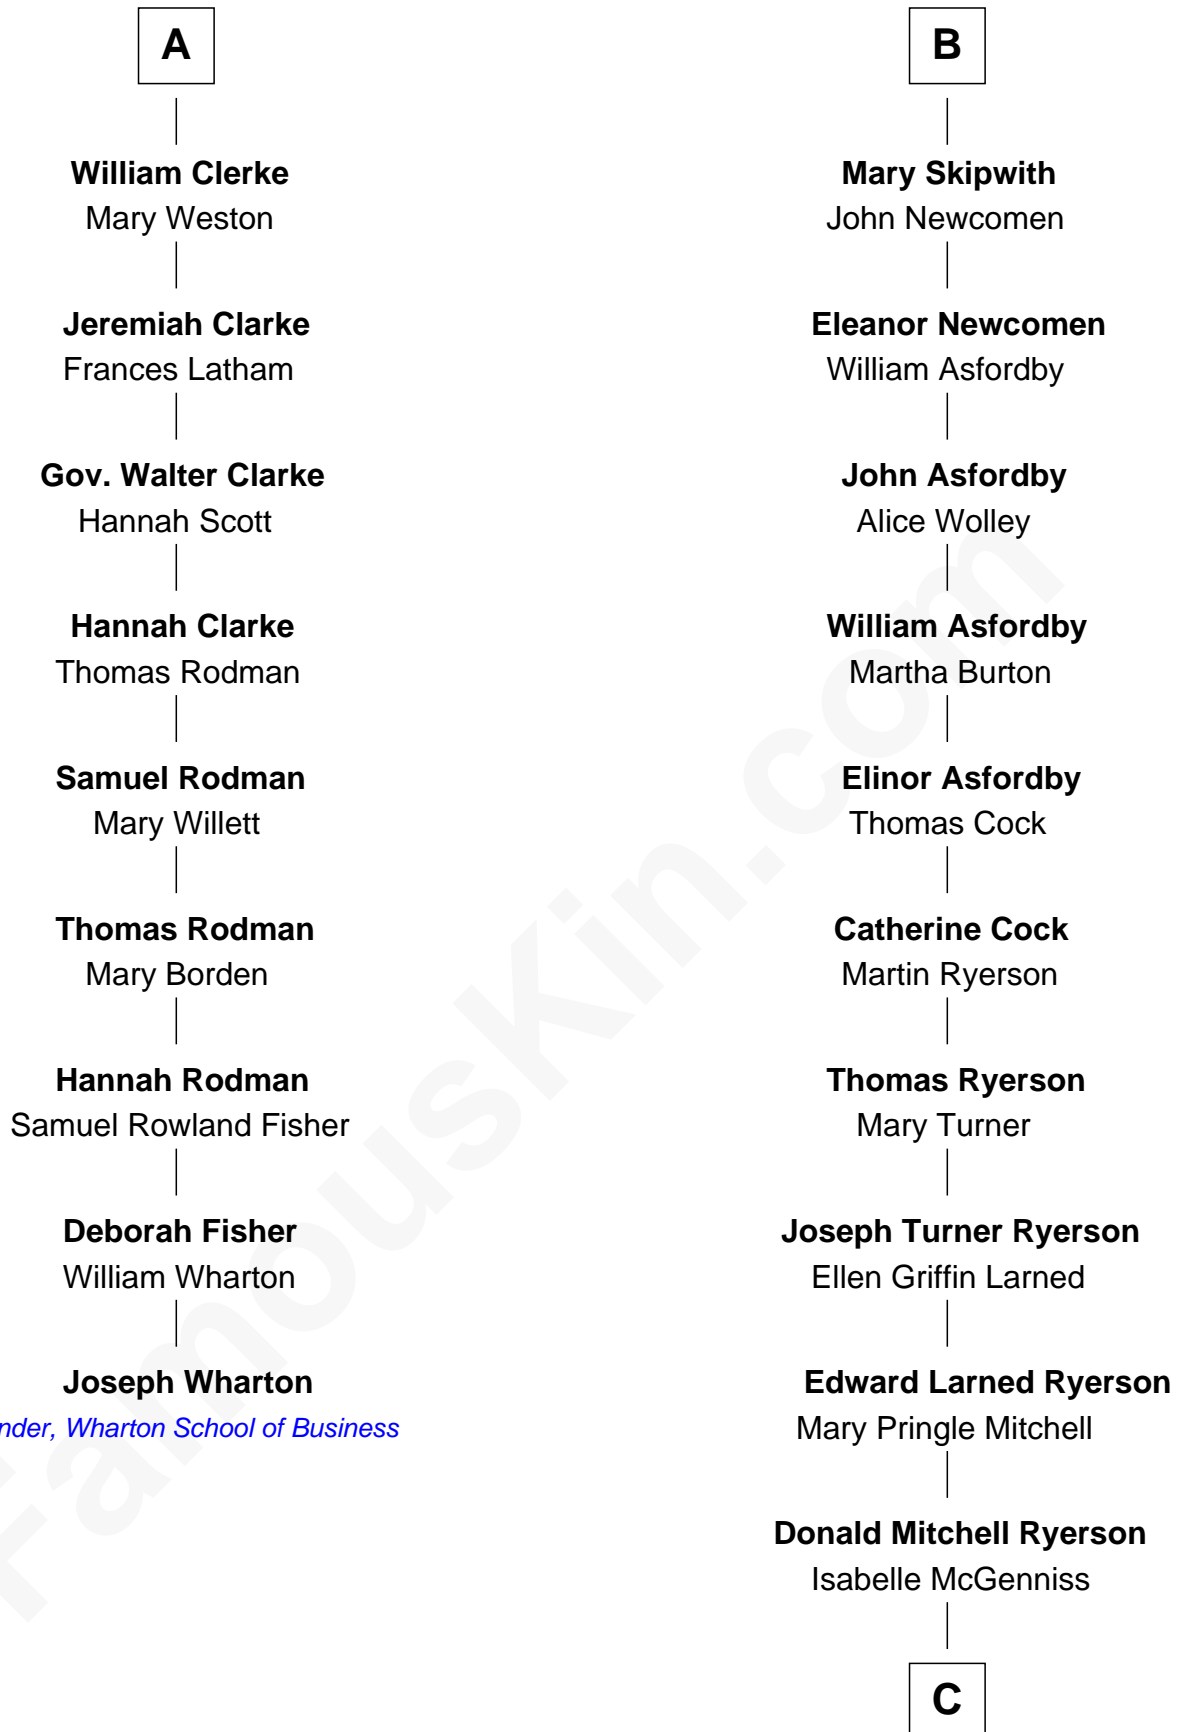 A
William Clerke
Mary Weston
Jeremiah Clarke
Frances Latham
Gov. Walter Clarke
Hannah Scott
Hannah Clarke
Thomas Rodman
Samuel Rodman
Mary Willett
Thomas Rodman
Mary Borden
Hannah Rodman
Samuel Rowland Fisher
Deborah Fisher
William Wharton
Joseph Wharton
nder, Wharton School of Business
B
Mary Skipwith
John Newcomen
Eleanor Newcomen
William Asfordby
John Asfordby
Alice Wolley
William Asfordby
Martha Burton
Elinor Asfordby
Thomas Cock
Catherine Cock
Martin Ryerson
Thomas Ryerson
Mary Turner
Joseph Turner Ryerson
Ellen Griffin Larned
Edward Larned Ryerson
Mary Pringle Mitchell
Donald Mitchell Ryerson
Isabelle McGenniss
C
FamousKin.com